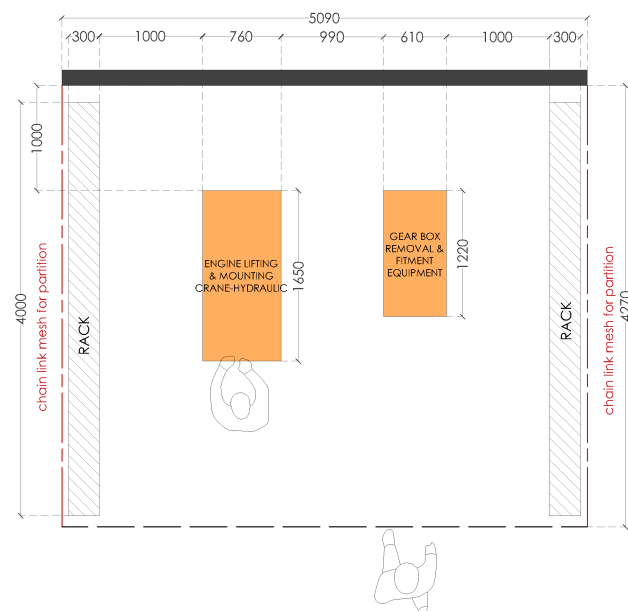 5090
300
1000
760
990
610
1000
300
1000
4000
chain link mesh for partition
RACK
ENGINE LIFTING
& MOUNTING
CRANE-HYDRAULIC
1650
GEAR BOX
REMOVAL &
FITMENT
EQUIPMENT
1220
RACK
chain link mesh for partition
4270